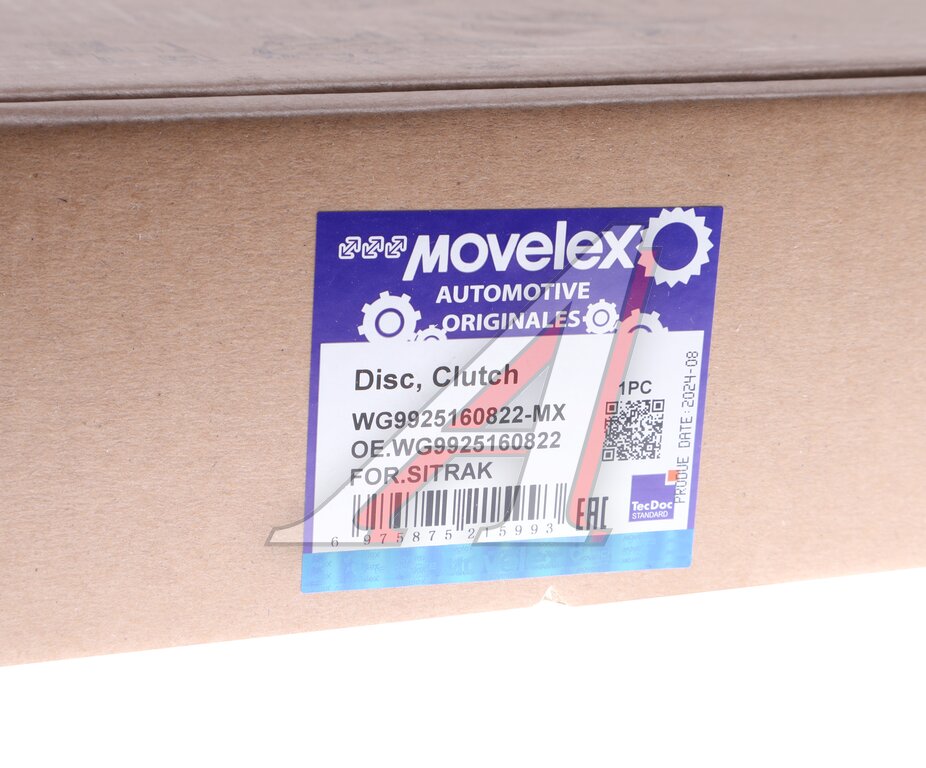 MOVELEX
AUTOMOTIVE
ORIGINALES
Disc, Clutch
1PC
WG9925160822-MX
OE.WG9925160822
FOR.SITRAK
PRODUE DATE:2024-08
TecDoc
STANDARD
EAC
6 975875 215993